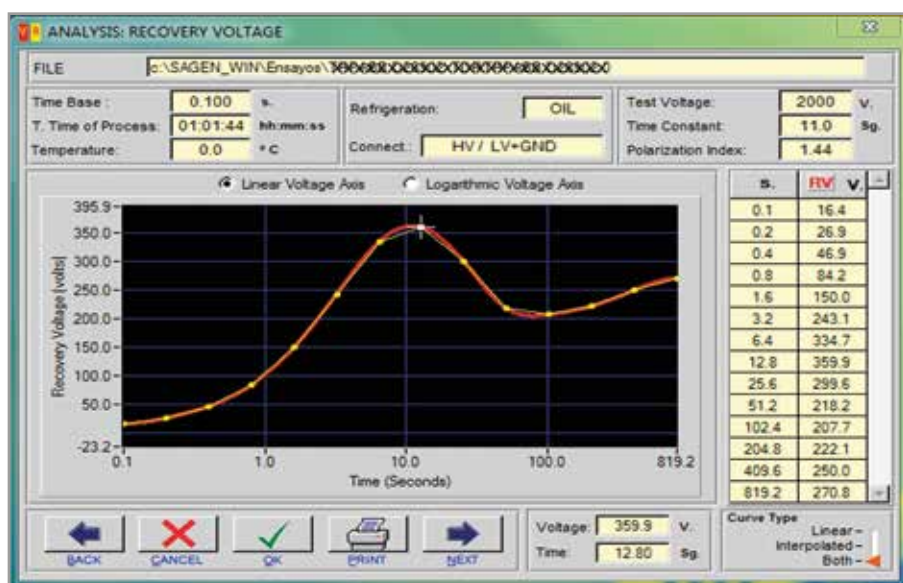 VR ANALYSIS: RECOVERY VOLTAGE
FILE c:\SAGEN_WIN\Ensayos\
Time Base : 0.100 s.
T. Time of Process: 01:01:44 hh:mm:ss
Temperature: 0.0 ° C
Refrigeration: OIL
Connect.: HV / LV+GND
Test Voltage: 2000 V.
Time Constant: 11.0 Sg.
Polarization Index: 1.44
Linear Voltage Axis Logarithmic Voltage Axis
Recovery Voltage [volts]
395.9
350.0
300.0
250.0
200.0
150.0
100.0
50.0
-23.2
0.1 1.0 10.0 100.0 819.2
Time (Seconds)
s. RV V.
0.1 16.4
0.2 26.9
0.4 46.9
0.8 84.2
1.6 150.0
3.2 243.1
6.4 334.7
12.8 359.9
25.6 299.6
51.2 218.2
102.4 207.7
204.8 222.1
409.6 250.0
819.2 270.8
BACK CANCEL OK PRINT NEXT
Voltage: 359.9 V.
Time: 12.80 Sg.
Curve Type
Linear
Interpolated
Both